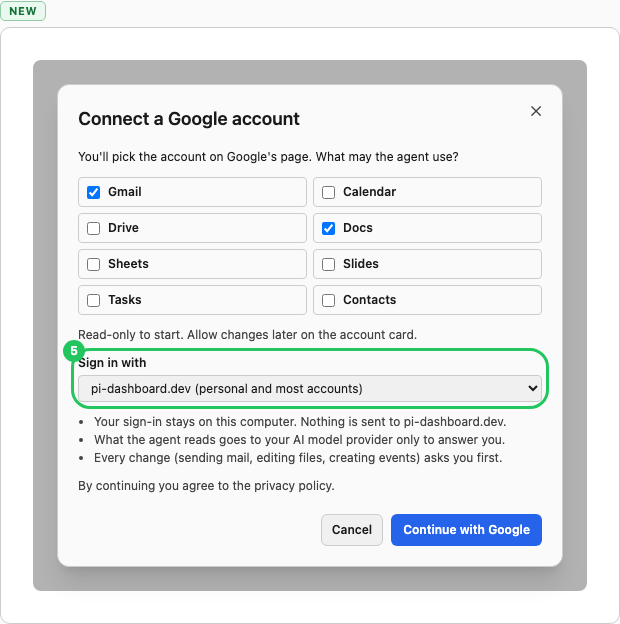 NEW
Connect a Google account
You'll pick the account on Google's page. What may the agent use?
Gmail
Calendar
Drive
Docs
Sheets
Slides
Tasks
Contacts
Read-only to start. Allow changes later on the account card.
5
Sign in with
pi-dashboard.dev (personal and most accounts)
• Your sign-in stays on this computer. Nothing is sent to pi-dashboard.dev.
• What the agent reads goes to your AI model provider only to answer you.
• Every change (sending mail, editing files, creating events) asks you first.
By continuing you agree to the privacy policy.
Cancel
Continue with Google